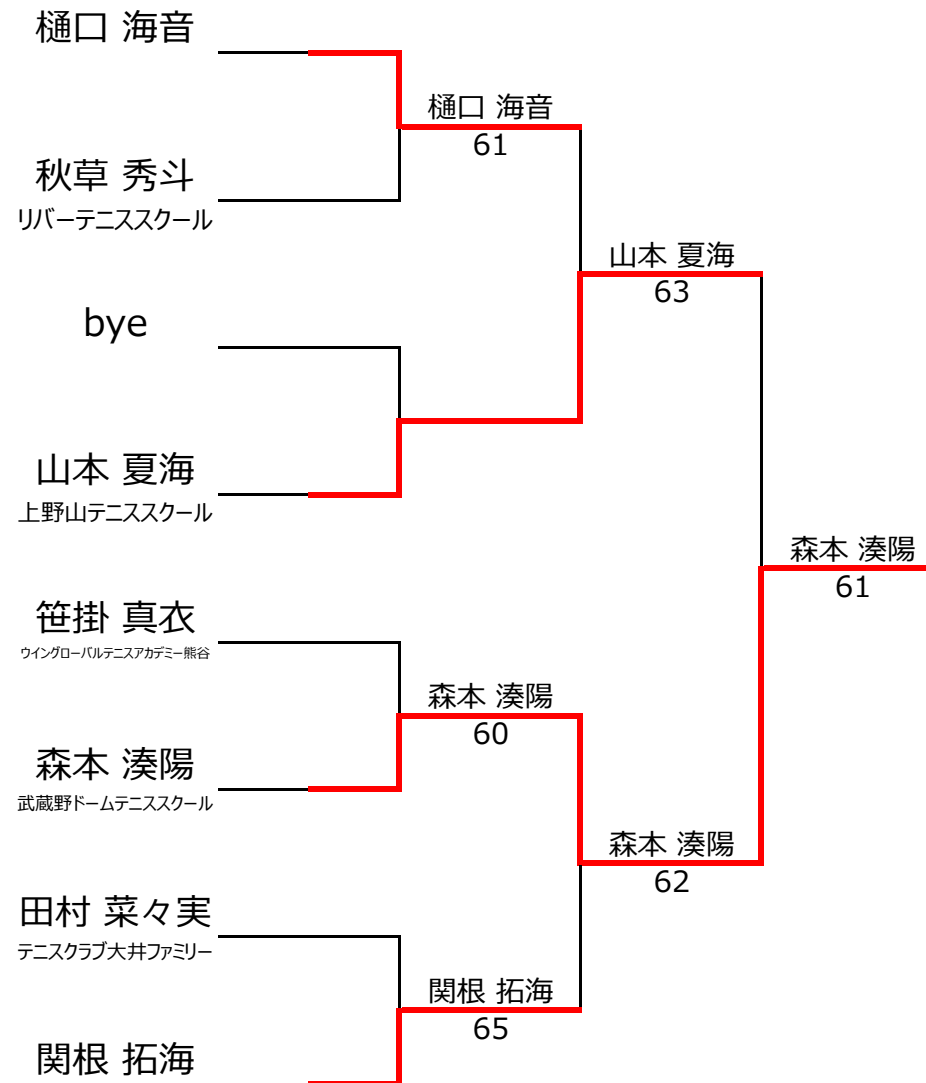 樋口 海音
樋口 海音
61
秋草 秀斗
リバーテニススクール
山本 夏海
63
bye
山本 夏海
上野山テニススクール
森本 湊陽
61
笹掛 真衣
ウイングローバルテニスアカデミー熊谷
森本 湊陽
60
森本 湊陽
武蔵野ドームテニススクール
森本 湊陽
62
田村 菜々実
テニスクラブ大井ファミリー
関根 拓海
65
関根 拓海